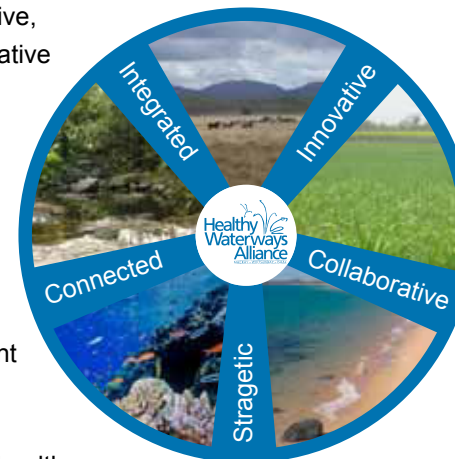 ive,
ative
Integrated
Innovative
Healthy
Waterways
Alliance
Connected
Collaborative
Stragetic
nt